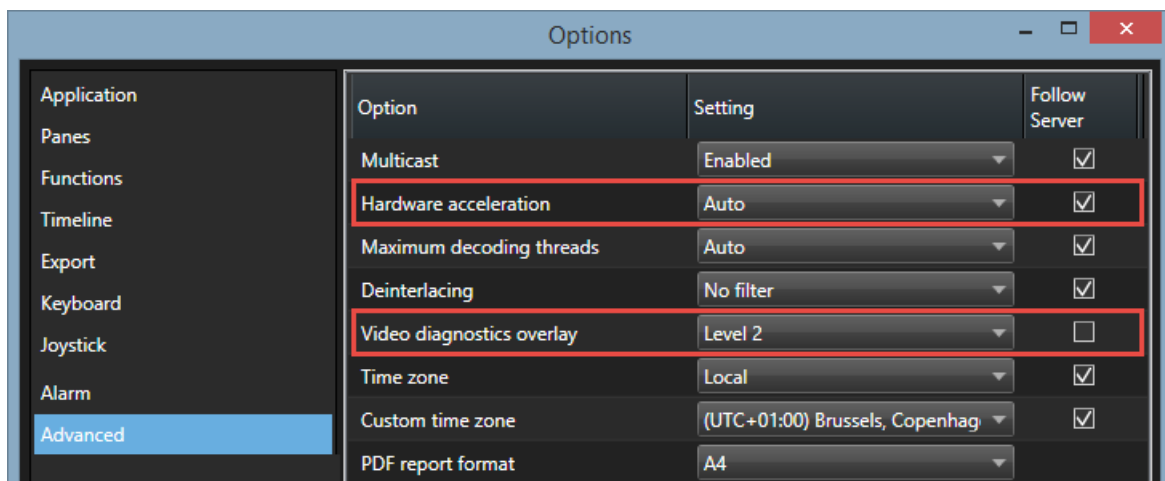 Options
Application
Panes
Functions
Timeline
Export
Keyboard
Joystick
Alarm
Advanced
Option Setting Follow Server
Multicast Enabled
Hardware acceleration Auto
Maximum decoding threads Auto
Deinterlacing No filter
Video diagnostics overlay Level 2
Time zone Local
Custom time zone (UTC+01:00) Brussels, Copenhag
PDF report format A4